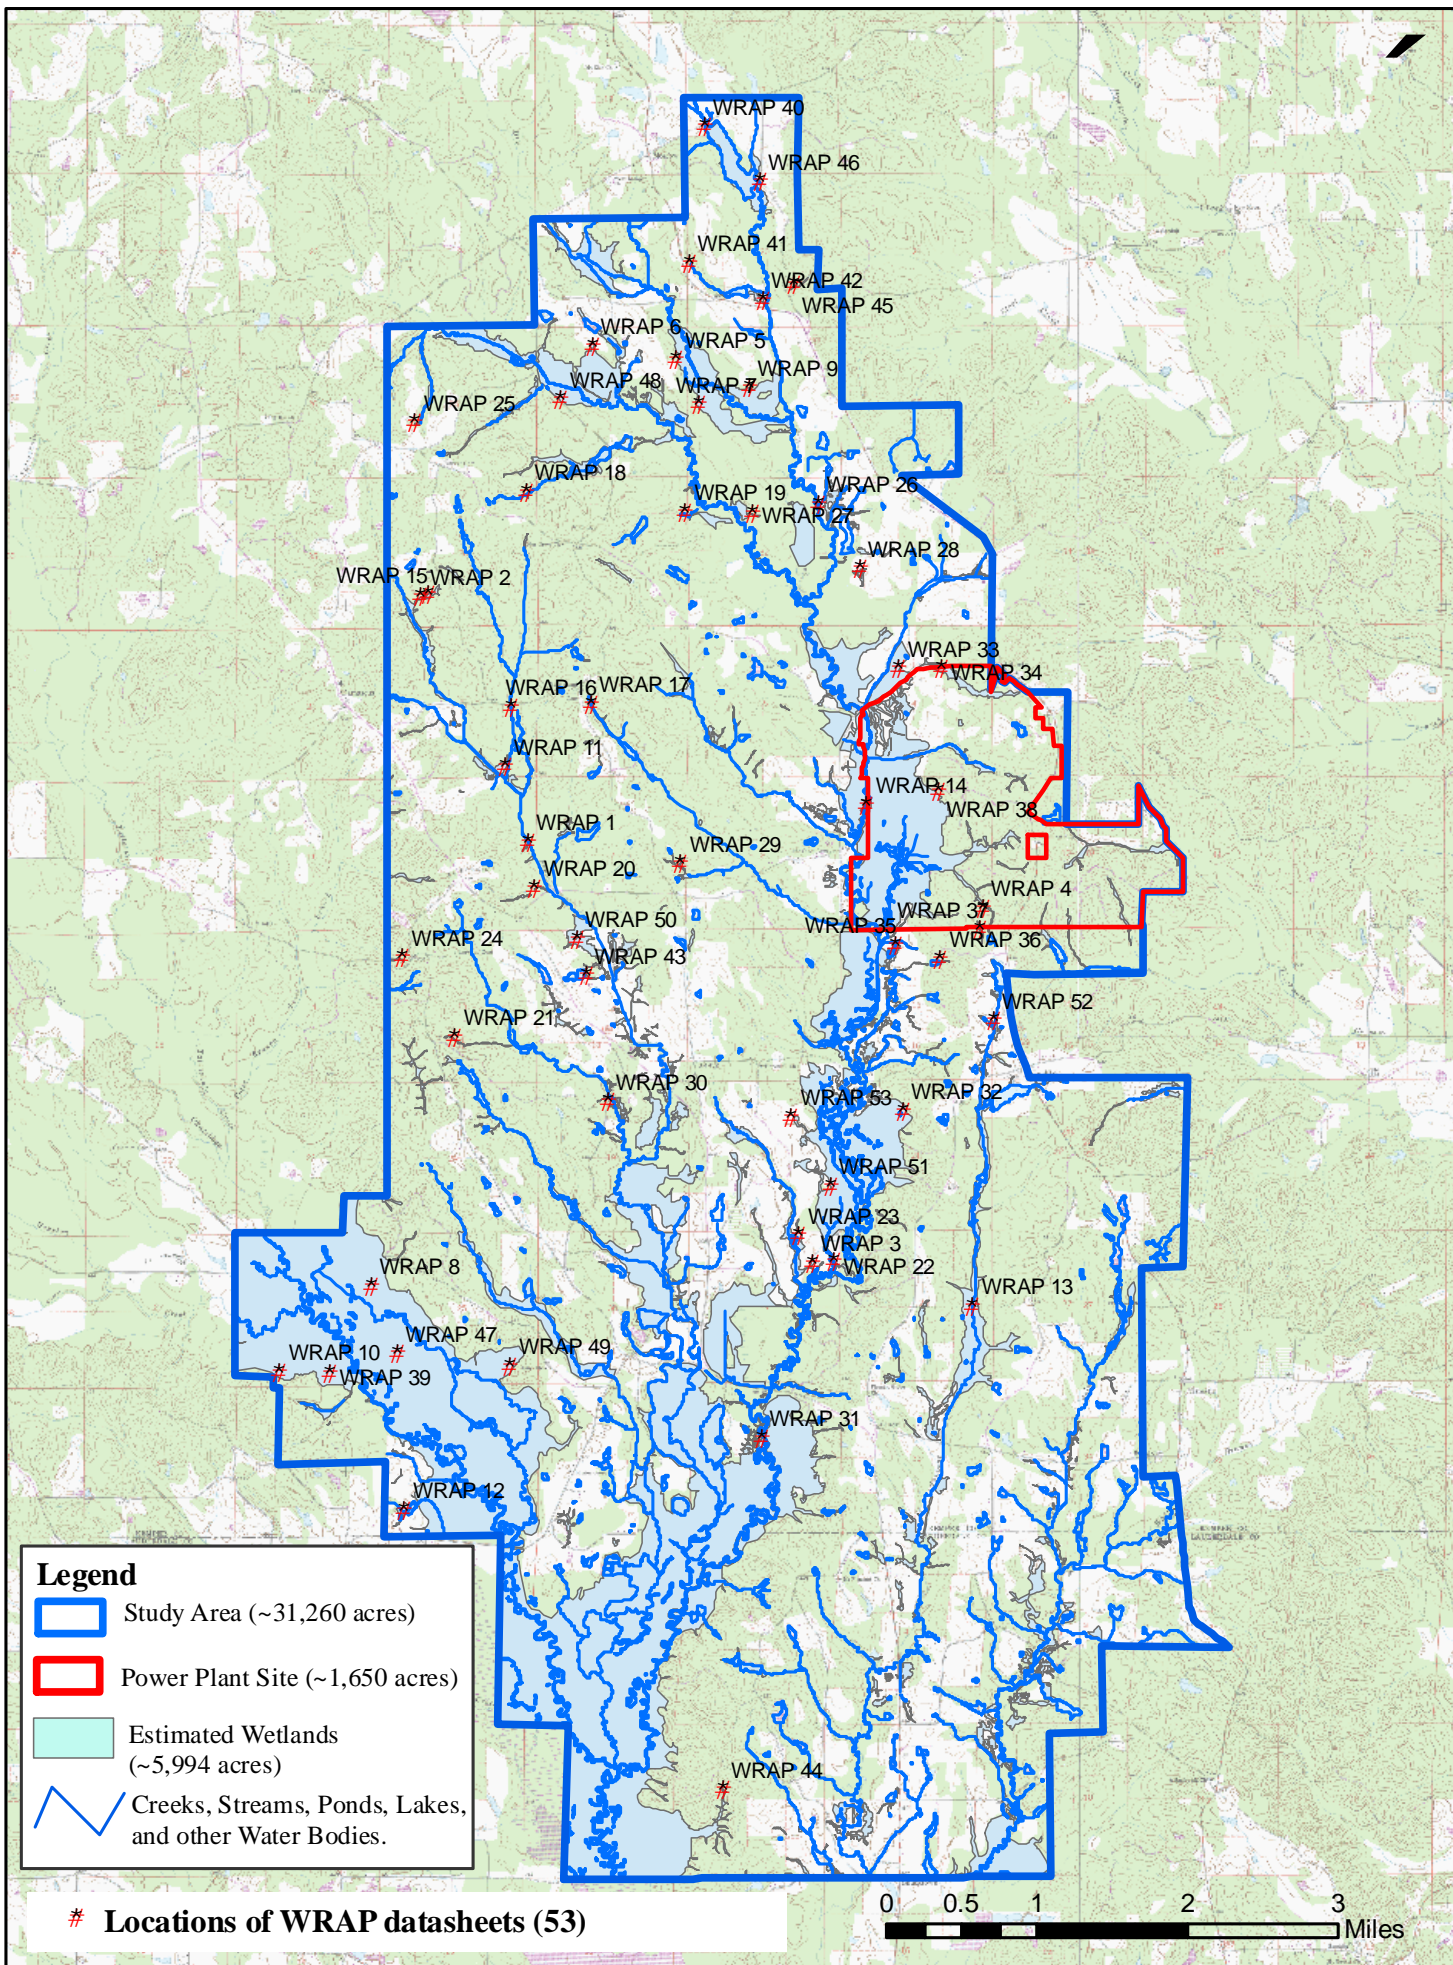 WRAP 40
WRAP 46
WRAP 41
WRAP 42
WRAP 45
WRAP 6
WRAP 5
WRAP 9
WRAP 48
WRAP 7
WRAP 25
WRAP 18
WRAP 19
WRAP 26
WRAP 27
WRAP 28
WRAP 15
WRAP 2
WRAP 33
WRAP 34
WRAP 16
WRAP 17
WRAP 11
WRAP 14
WRAP 38
WRAP 1
WRAP 29
WRAP 20
WRAP 4
WRAP 37
WRAP 35
WRAP 36
WRAP 50
WRAP 24
WRAP 43
WRAP 52
WRAP 21
WRAP 30
WRAP 53
WRAP 32
WRAP 51
WRAP 23
WRAP 3
WRAP 22
WRAP 8
WRAP 13
WRAP 47
WRAP 10
WRAP 49
WRAP 39
WRAP 31
WRAP 12
WRAP 44
Legend
Study Area (~31,260 acres)
Power Plant Site (~1,650 acres)
Estimated Wetlands
(~5,994 acres)
Creeks, Streams, Ponds, Lakes,
and other Water Bodies.
Locations of WRAP datasheets (53)
0 0.5 1 2 3
Miles